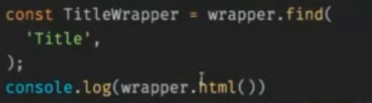 const TitleWrapper = wrapper.find(
  'Title',
);
console.log(wrapper.html())